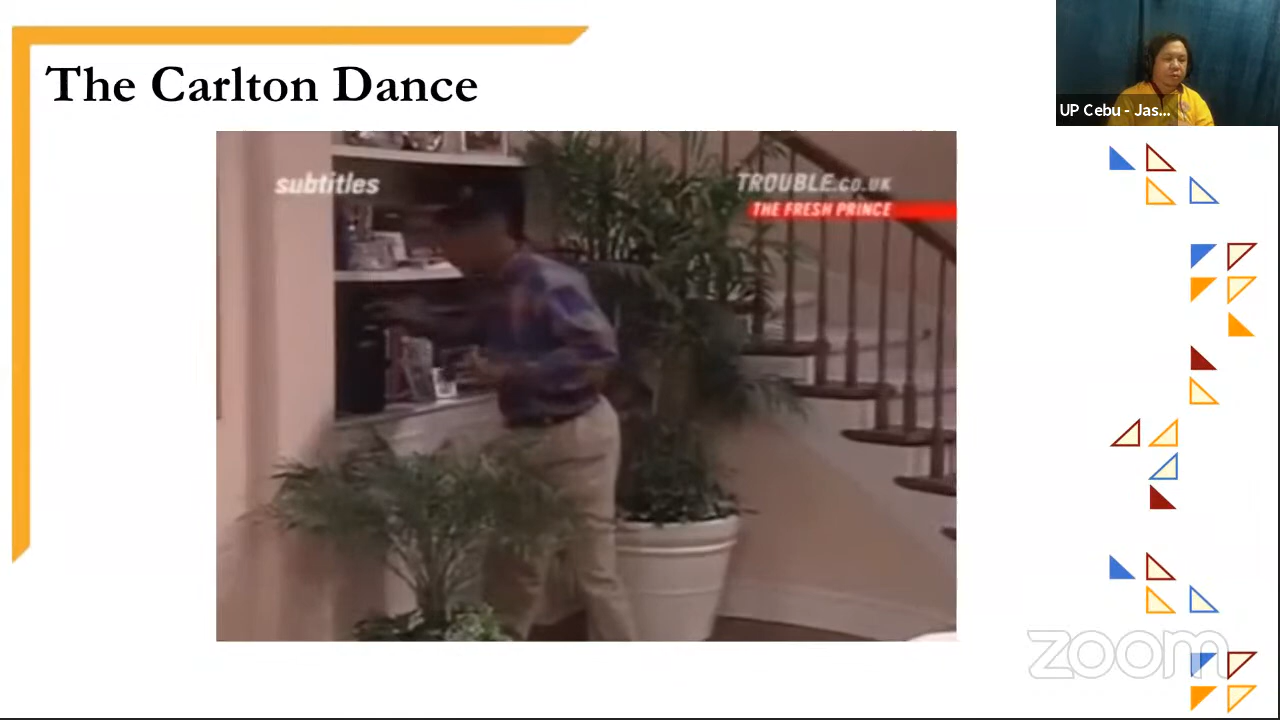 The Carlton Dance
UP Cebu - Jas...
subtitles
TROUBLE.CO.UK
THE FRESH PRINCE
zoom